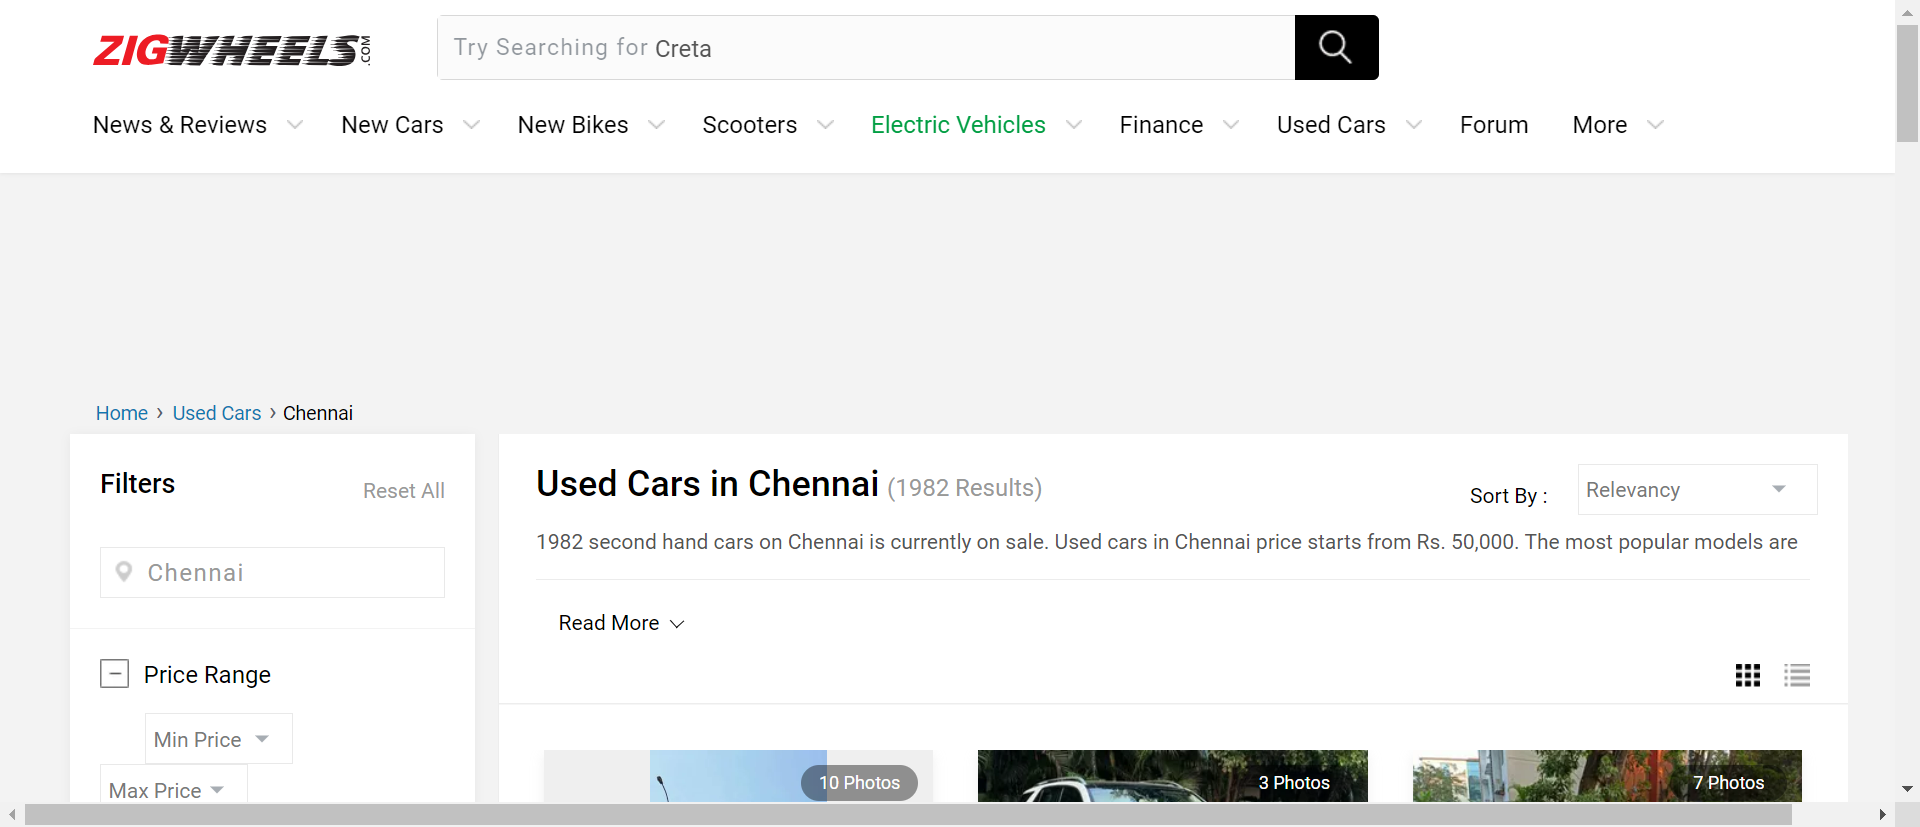 ZIGWHEELS.COM
Try Searching for Creta
News & Reviews New Cars New Bikes Scooters Electric Vehicles Finance Used Cars Forum More
Home › Used Cars › Chennai
Filters
Reset All
Chennai
Price Range
Min Price
Max Price
Used Cars in Chennai (1982 Results)
Sort By : Relevancy
1982 second hand cars on Chennai is currently on sale. Used cars in Chennai price starts from Rs. 50,000. The most popular models are
Read More
10 Photos
3 Photos
7 Photos